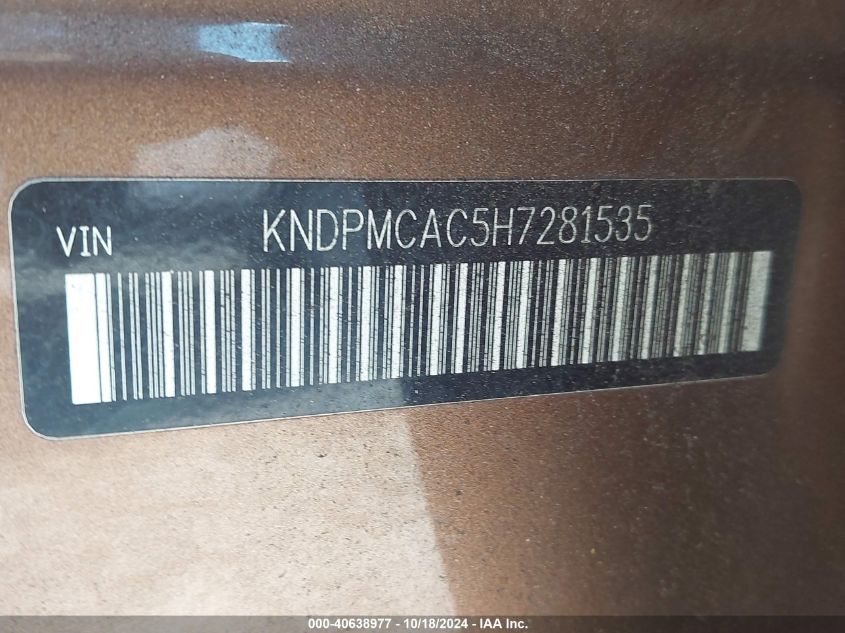 VIN KNDPMCAC5H7281535
000-40638977 - 10/18/2024 - IAA Inc.